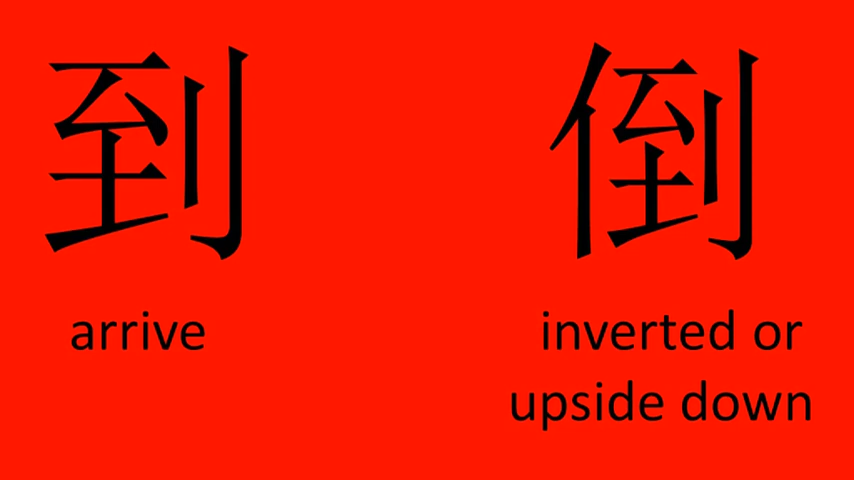 到 倒
arrive
inverted or
upside down